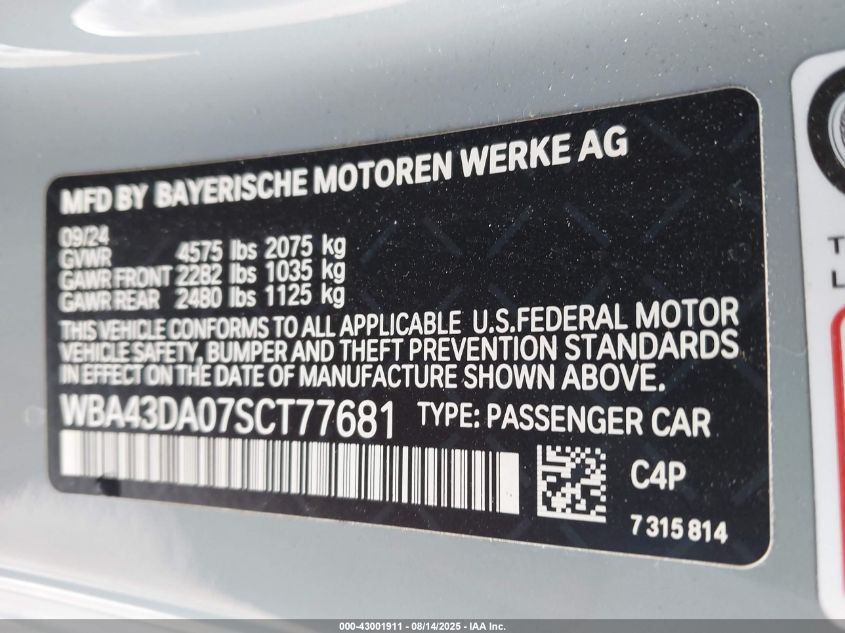 MFD BY BAYERISCHE MOTOREN WERKE AG
09/24
GVWR 4575 lbs 2075 kg
GAWR FRONT 2282 lbs 1035 kg
GAWR REAR 2480 lbs 1125 kg
THIS VEHICLE CONFORMS TO ALL APPLICABLE U.S.FEDERAL MOTOR
VEHICLE SAFETY, BUMPER AND THEFT PREVENTION STANDARDS
IN EFFECT ON THE DATE OF MANUFACTURE SHOWN ABOVE.
WBA43DA07SCT77681 TYPE: PASSENGER CAR
C4P
7 315 814
T
L
000-43001911 - 08/14/2025 - IAA Inc.